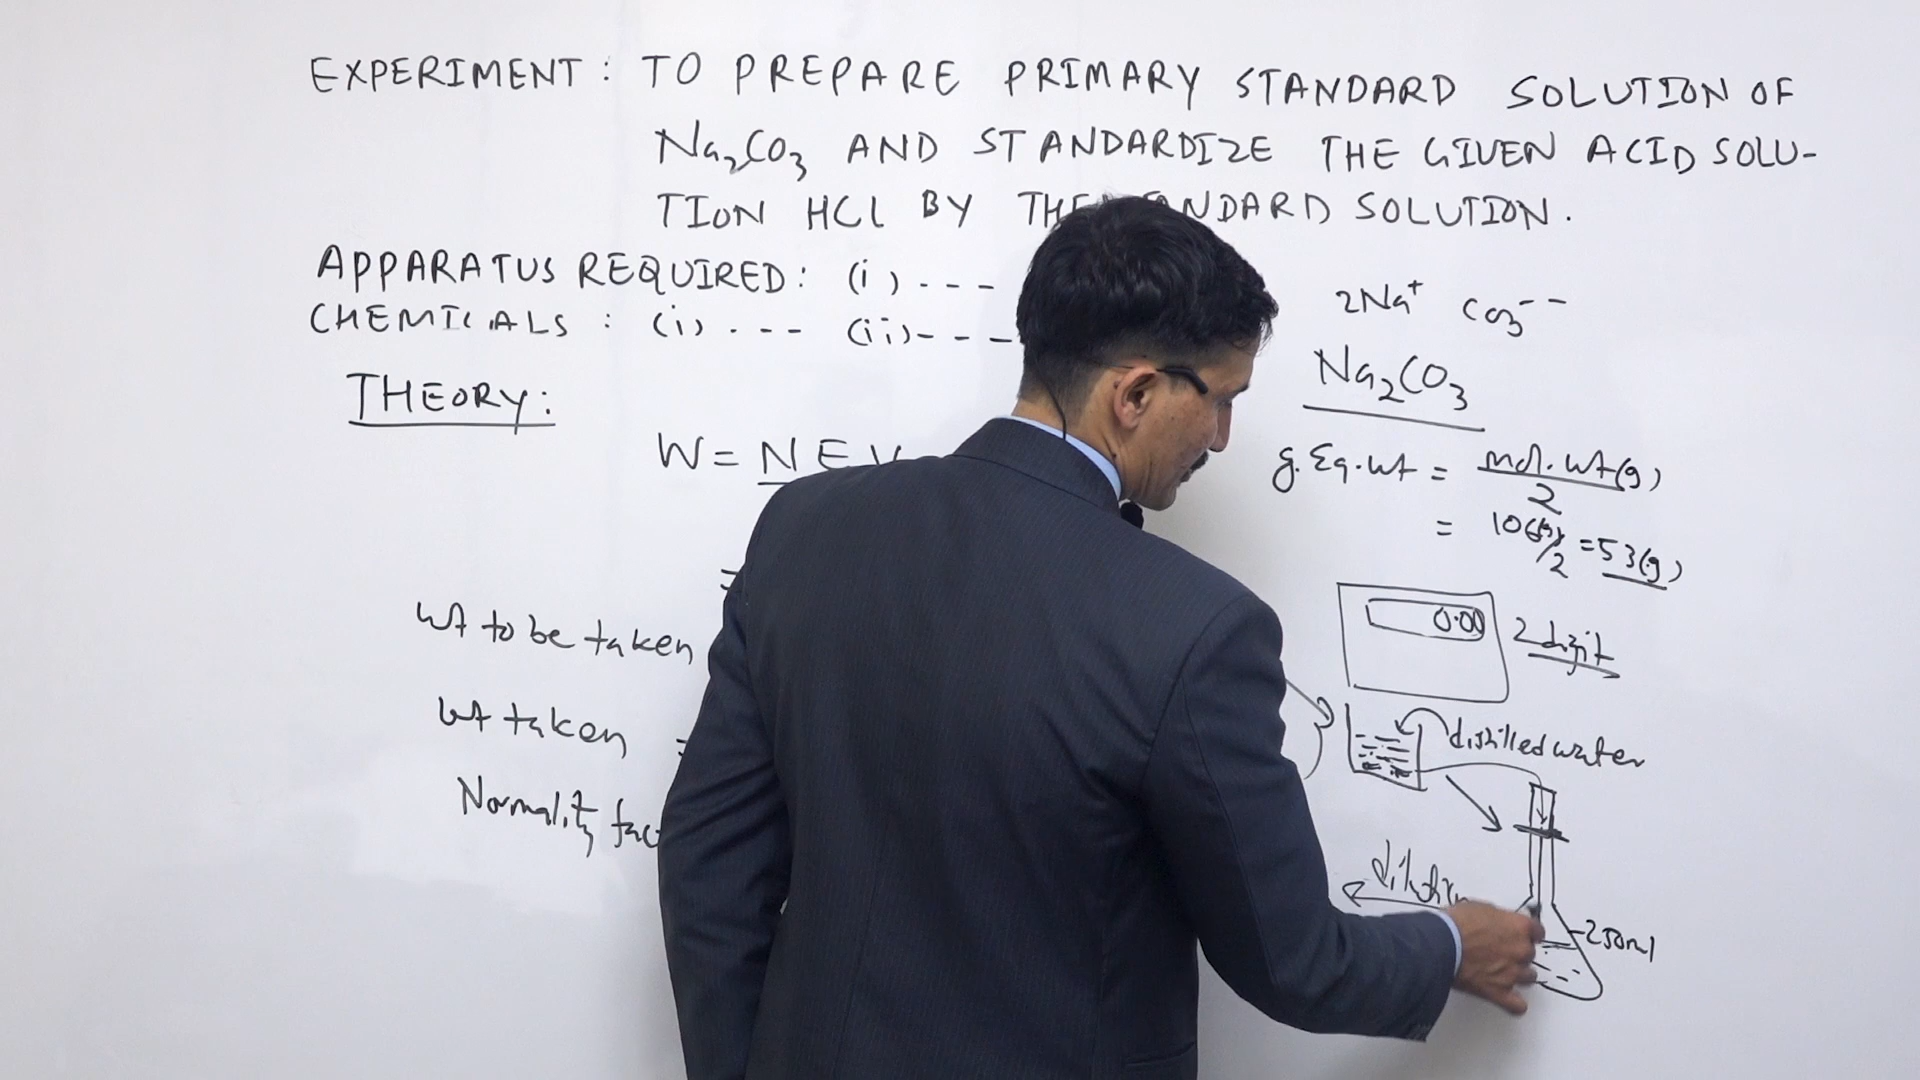 EXPERIMENT : TO PREPARE PRIMARY STANDARD SOLUTION OF
Na₂CO₃ AND STANDARDIZE THE GIVEN ACID SOLU-
TION HCl BY THE NDARD SOLUTION.
APPARATUS REQUIRED: (i) - - -
CHEMICALS : (i) - - - (ii) - - -
THEORY:
W = N E V
=
wt to be taken
wt taken =
Normality fac
2Na⁺ CO₃⁻⁻
Na₂CO₃
g. Eq. wt = mol. wt (g) / 2
= 106(g)/2 = 53(g)
0.00
2 digit
distilled water
250ml